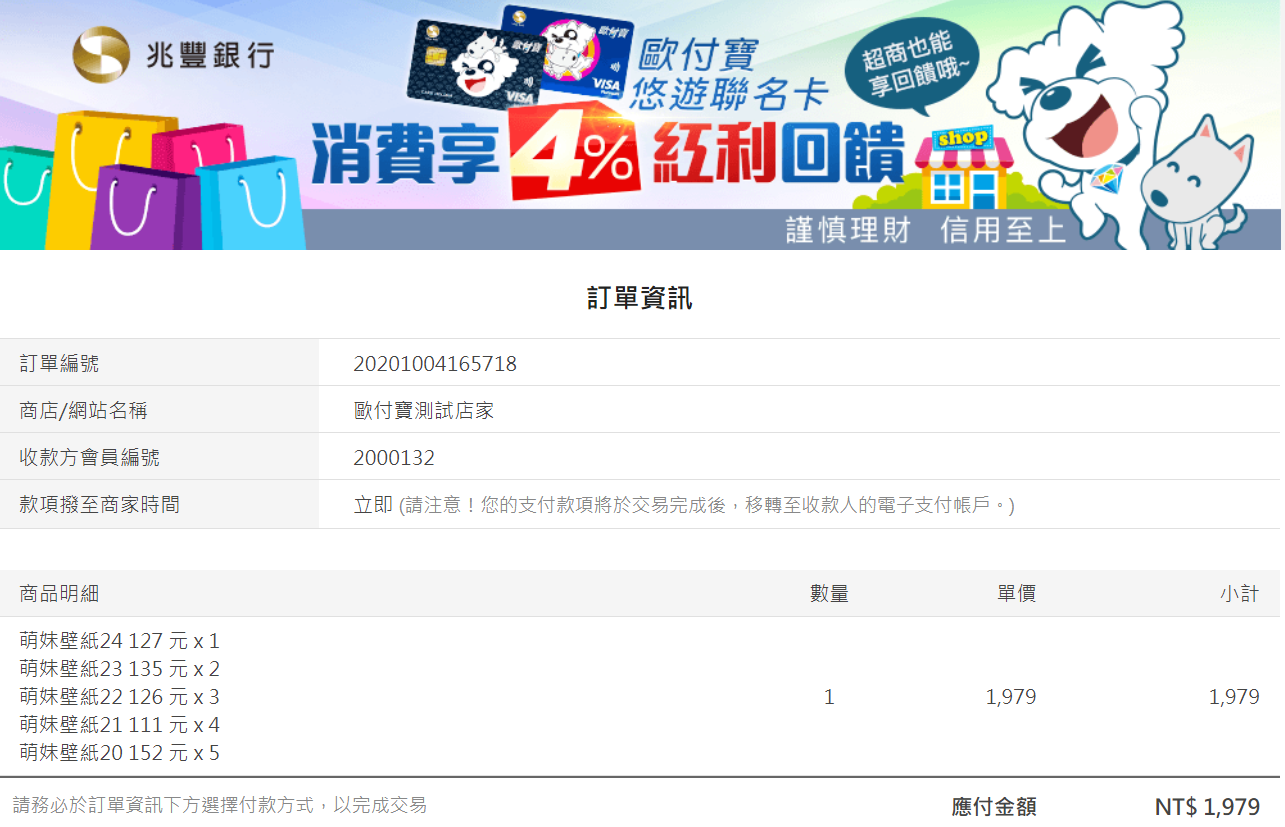 兆豐銀行
歐付寶
悠遊聯名卡
超商也能
享回饋哦~
消費享4%紅利回饋
shop
謹慎理財 信用至上
歐付寶
VISA
歐付寶
VISA
訂單資訊
訂單編號 20201004165718
商店/網站名稱 歐付寶測試店家
收款方會員編號 2000132
款項撥至商家時間 立即 (請注意！您的支付款項將於交易完成後，移轉至收款人的電子支付帳戶。)
商品明細 數量 單價 小計
萌妹壁紙24 127 元 x 1
萌妹壁紙23 135 元 x 2
萌妹壁紙22 126 元 x 3 1 1,979 1,979
萌妹壁紙21 111 元 x 4
萌妹壁紙20 152 元 x 5
請務必於訂單資訊下方選擇付款方式，以完成交易 應付金額 NT$ 1,979